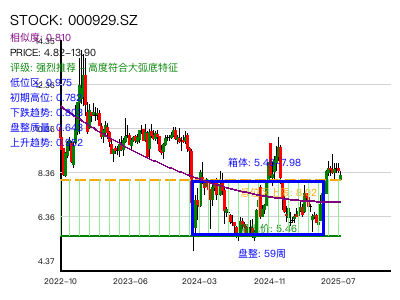 STOCK: 000929.SZ
相似度: 0.810
PRICE: 4.82-13.90
评级: 强烈推荐 - 高度符合大弧底特征
低位区: 0.975
初期高位: 0.782
下跌趋势:
盘整质量:
上升趋势:
箱体: 5.46-7.98
5.46
盘整: 59周
8.36
6.36
4.37
2022-10
2023-06
2024-03
2024-11
2025-07